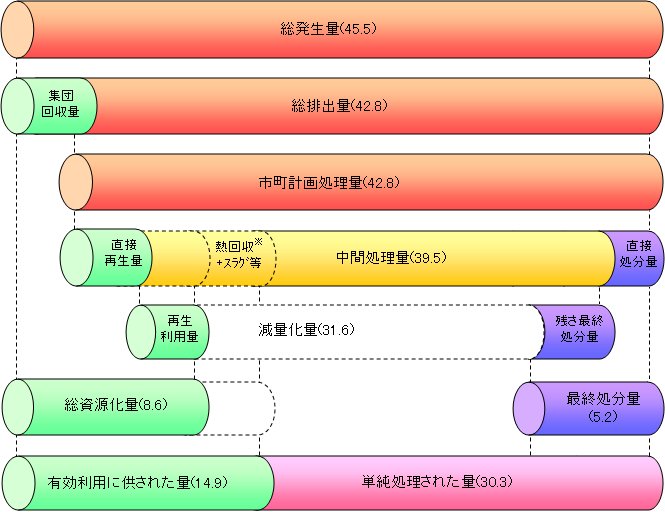 総発生量(45.5)
集団
回収量
総排出量(42.8)
市町計画処理量(42.8)
直接
再生量
熱回収※
+ｽﾗｸﾞ等
中間処理量(39.5)
直接
処分量
再生
利用量
減量化量(31.6)
残さ最終
処分量
総資源化量(8.6)
最終処分量
(5.2)
有効利用に供された量(14.9)
単純処理された量(30.3)